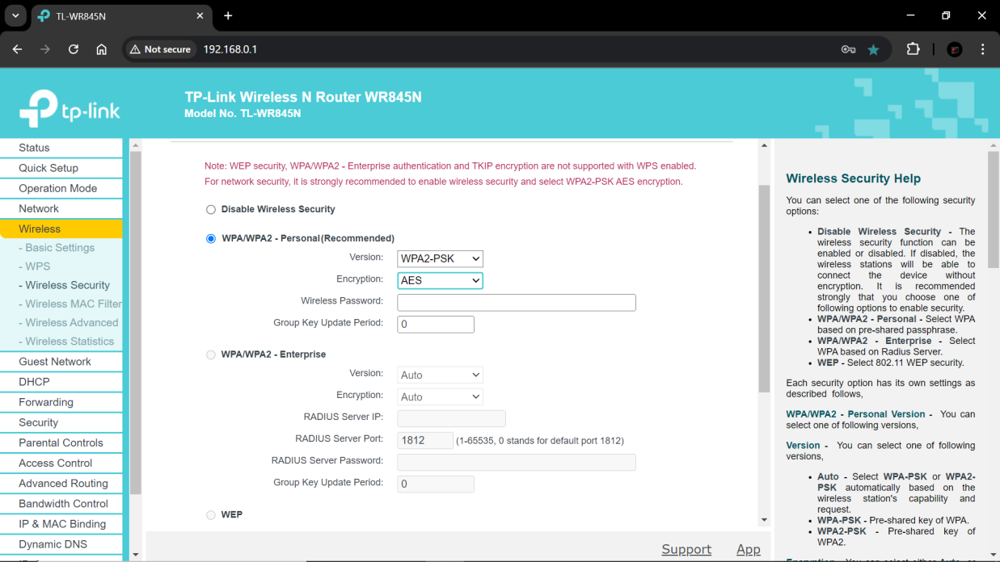 TL-WR845N
Not secure
192.168.0.1
tp-link
TP-Link Wireless N Router WR845N
Model No. TL-WR845N
Status
Quick Setup
Operation Mode
Network
Wireless
- Basic Settings
- WPS
- Wireless Security
- Wireless MAC Filter
- Wireless Advanced
- Wireless Statistics
Guest Network
DHCP
Forwarding
Security
Parental Controls
Access Control
Advanced Routing
Bandwidth Control
IP & MAC Binding
Dynamic DNS
Note: WEP security, WPA/WPA2 - Enterprise authentication and TKIP encryption are not supported with WPS enabled.
For network security, it is strongly recommended to enable wireless security and select WPA2-PSK AES encryption.
Disable Wireless Security
WPA/WPA2 - Personal(Recommended)
Version: WPA2-PSK
Encryption: AES
Wireless Password:
Group Key Update Period: 0
WPA/WPA2 - Enterprise
Version: Auto
Encryption: Auto
RADIUS Server IP:
RADIUS Server Port: 1812 (1-65535, 0 stands for default port 1812)
RADIUS Server Password:
Group Key Update Period: 0
WEP
Support App
Wireless Security Help
You can select one of the following security
options:
• Disable Wireless Security - The
wireless security function can be
enabled or disabled. If disabled, the
wireless stations will be able to
connect the device without
encryption. It is recommended
strongly that you choose one of
following options to enable security.
• WPA/WPA2 - Personal - Select WPA
based on pre-shared passphrase.
• WPA/WPA2 - Enterprise - Select
WPA based on Radius Server.
• WEP - Select 802.11 WEP security.
Each security option has its own settings as
described follows,
WPA/WPA2 - Personal Version - You can
select one of following versions,
Version - You can select one of following
versions,
• Auto - Select WPA-PSK or WPA2-
PSK automatically based on the
wireless station's capability and
request.
• WPA-PSK - Pre-shared key of WPA.
• WPA2-PSK - Pre-shared key of
WPA2.